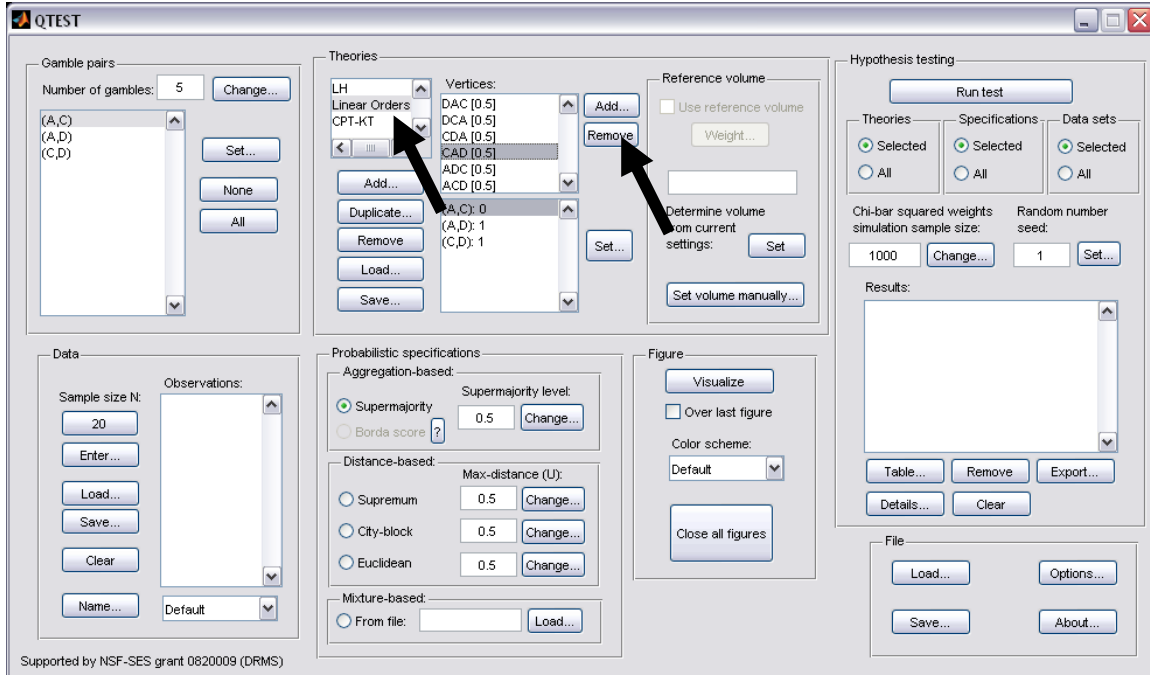 QTEST
Gamble pairs
Number of gambles: 5 Change...
(A,C)
(A,D)
(C,D)
Set...
None
All
Theories
LH
Linear Orders
CPT-KT
Add...
Duplicate...
Remove
Load...
Save...
Vertices:
DAC [0.5]
DCA [0.5]
CDA [0.5]
CAD [0.5]
ADC [0.5]
ACD [0.5]
Add...
Remove
(A,C): 0
(A,D): 1
(C,D): 1
Set...
Reference volume
Use reference volume
Weight...
Determine volume
from current
settings: Set
Set volume manually...
Hypothesis testing
Run test
Theories
Selected
All
Specifications
Selected
All
Data sets
Selected
All
Chi-bar squared weights
simulation sample size:
1000 Change...
Random number
seed:
1 Set...
Results:
Table... Remove Export...
Details... Clear
Data
Sample size N:
20
Enter...
Load...
Save...
Clear
Name...
Observations:
Default
Probabilistic specifications
Aggregation-based:
Supermajority level:
Supermajority 0.5 Change...
Borda score ?
Distance-based:
Max-distance (U):
Supremum 0.5 Change...
City-block 0.5 Change...
Euclidean 0.5 Change...
Mixture-based:
From file: Load...
Figure
Visualize
Over last figure
Color scheme:
Default
Close all figures
File
Load... Options...
Save... About...
Supported by NSF-SES grant 0820009 (DRMS)